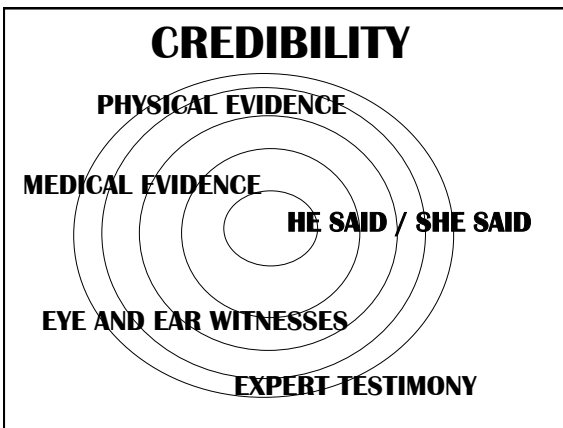 CREDIBILITY
PHYSICAL EVIDENCE
MEDICAL EVIDENCE
HE SAID / SHE SAID
EYE AND EAR WITNESSES
EXPERT TESTIMONY